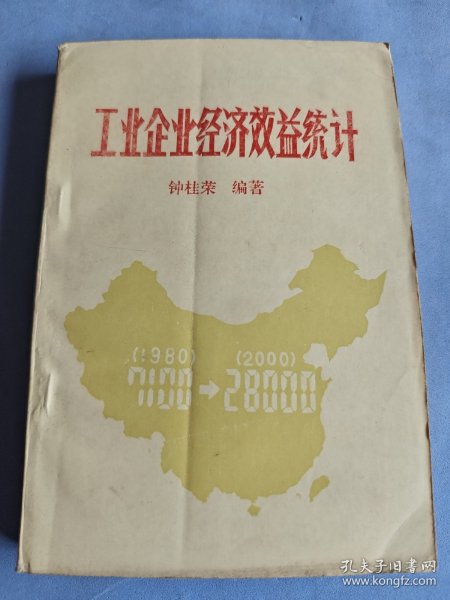 工业企业经济效益统计
钟桂荣 编著
(1980) (2000)
7100→28000
孔夫子旧书网
www.kongfz.com